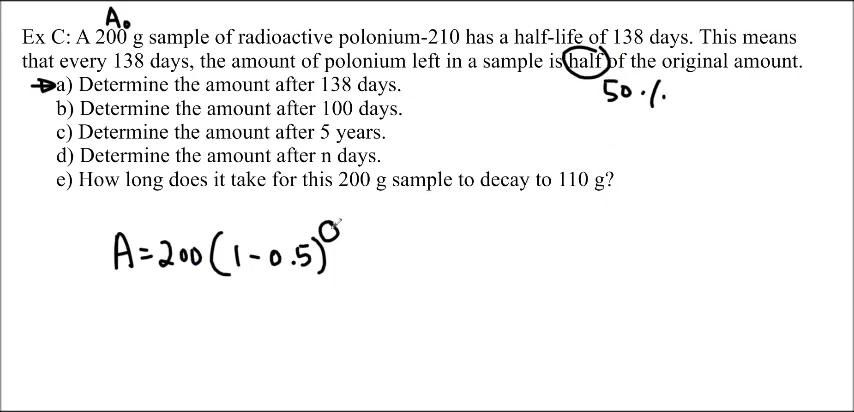 A₀
Ex C: A 200 g sample of radioactive polonium-210 has a half-life of 138 days. This means
that every 138 days, the amount of polonium left in a sample is half of the original amount.
a) Determine the amount after 138 days.
50%
b) Determine the amount after 100 days.
c) Determine the amount after 5 years.
d) Determine the amount after n days.
e) How long does it take for this 200 g sample to decay to 110 g?
A=200(1-0.5)